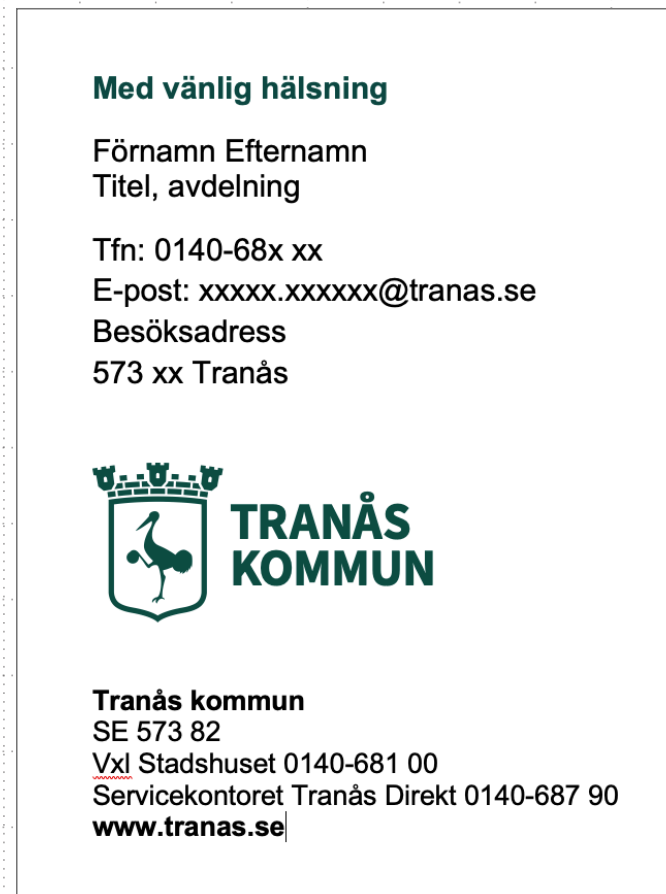 Med vänlig hälsning
Förnamn Efternamn
Titel, avdelning
Tfn: 0140-68x xx
E-post: xxxxx.xxxxxx@tranas.se
Besöksadress
573 xx Tranås
TRANÅS
KOMMUN
Tranås kommun
SE 573 82
Vxl Stadshuset 0140-681 00
Servicekontoret Tranås Direkt 0140-687 90
www.tranas.se